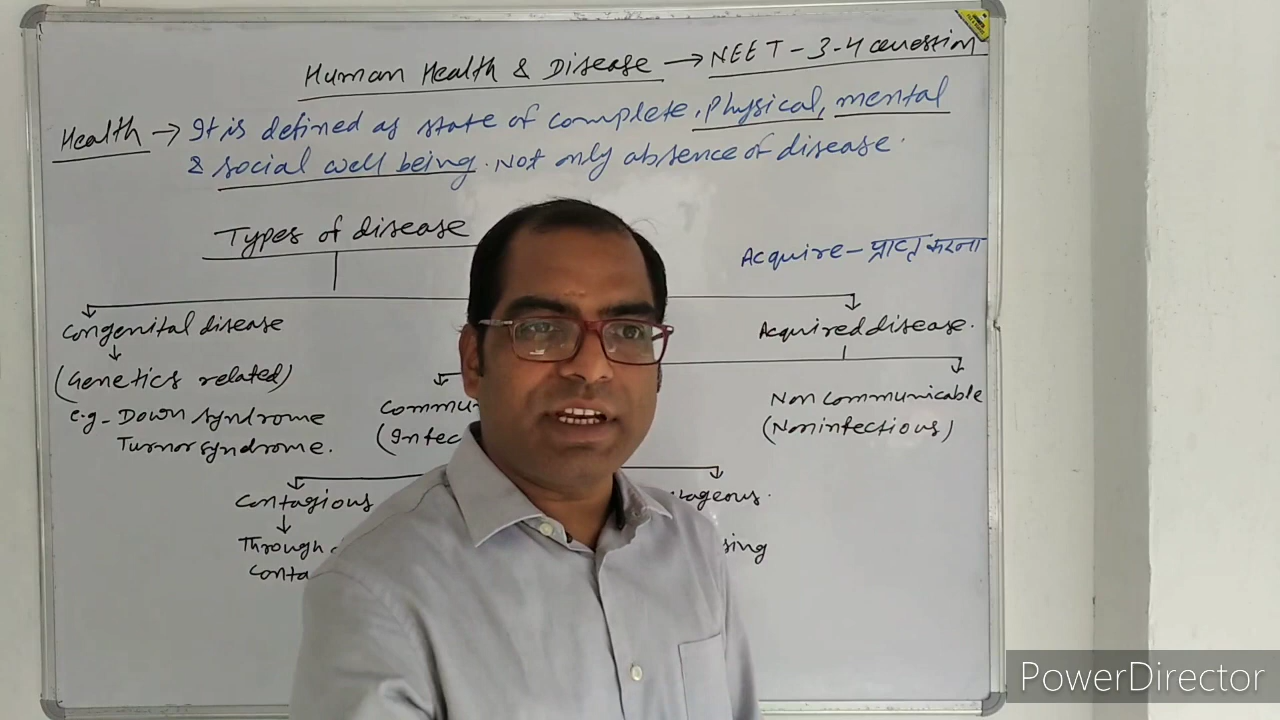 Human Health & Disease → NEET - 3-4 question
Health → It is defined as state of complete, Physical, mental
& social well being. Not only absence of disease.
Types of disease
Acquire - प्राप्त करना
Congenital disease
Acquired disease.
(Genetics related)
e.g - Down syndrome
Turnor syndrome.
Non communicable
(Noninfectious)
Contagious
Through
PowerDirector